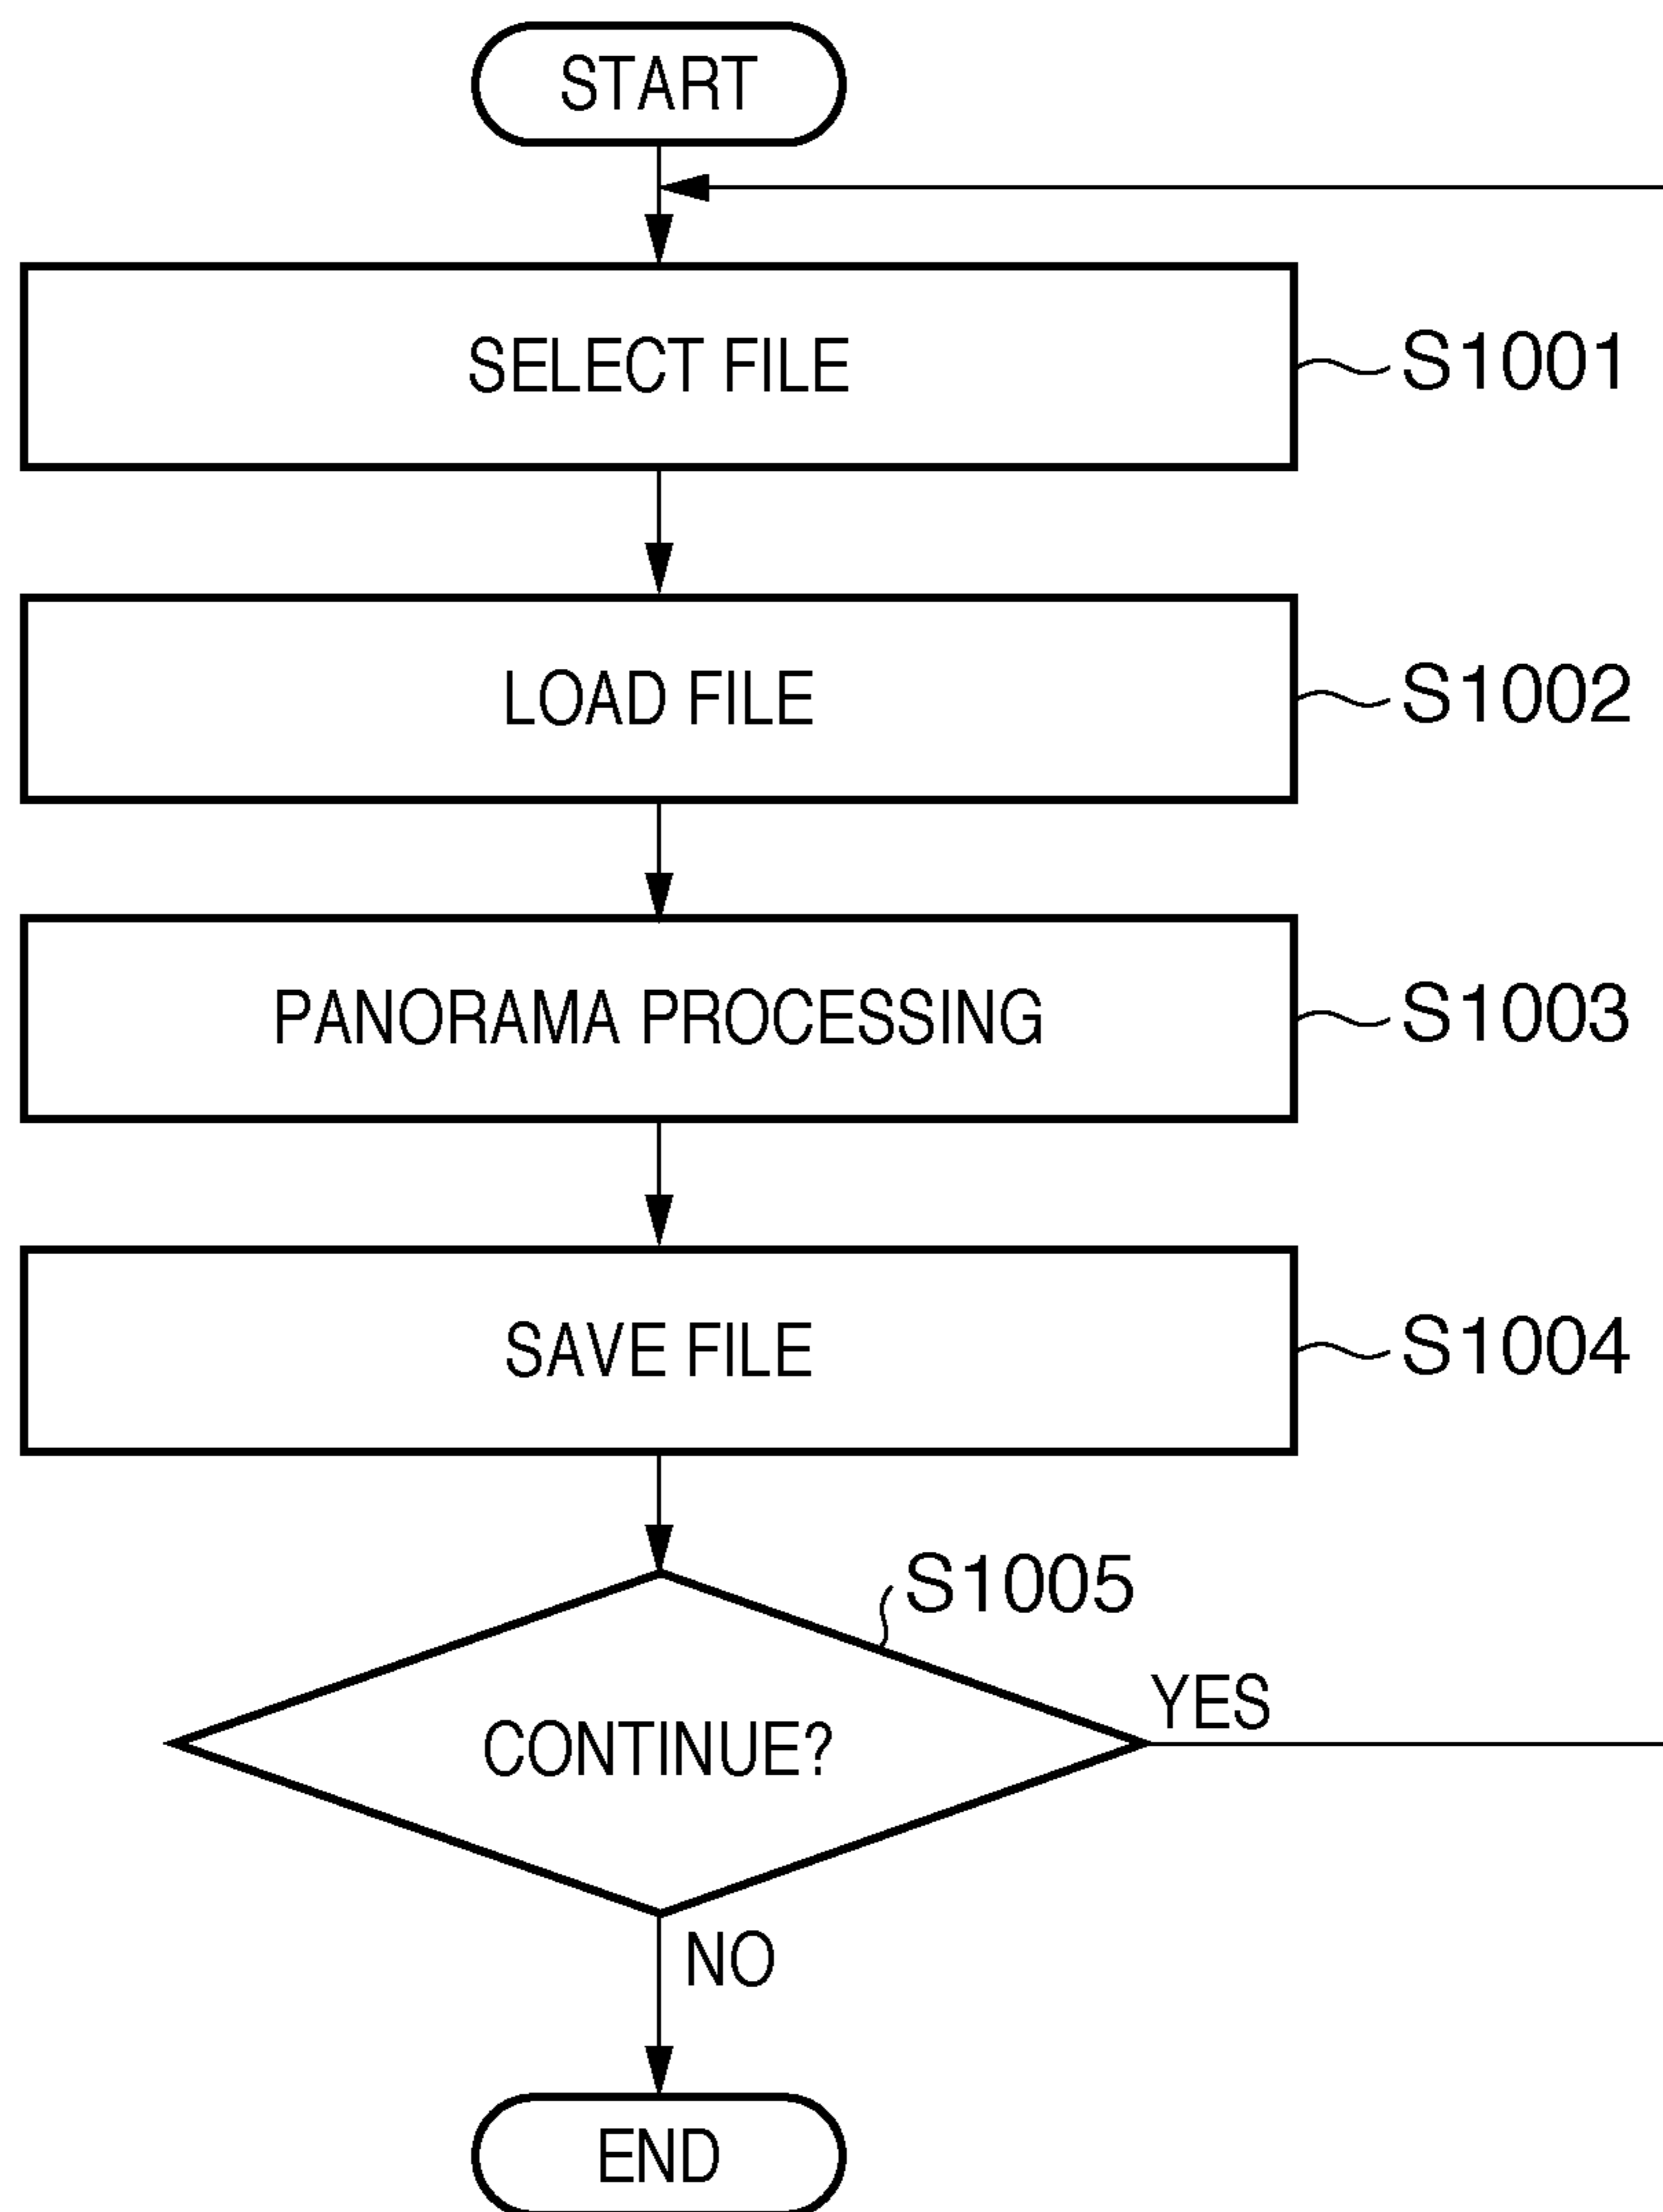 START
SELECT FILE
S1001
LOAD FILE
S1002
PANORAMA PROCESSING
S1003
SAVE FILE
S1004
S1005
CONTINUE?
YES
NO
END